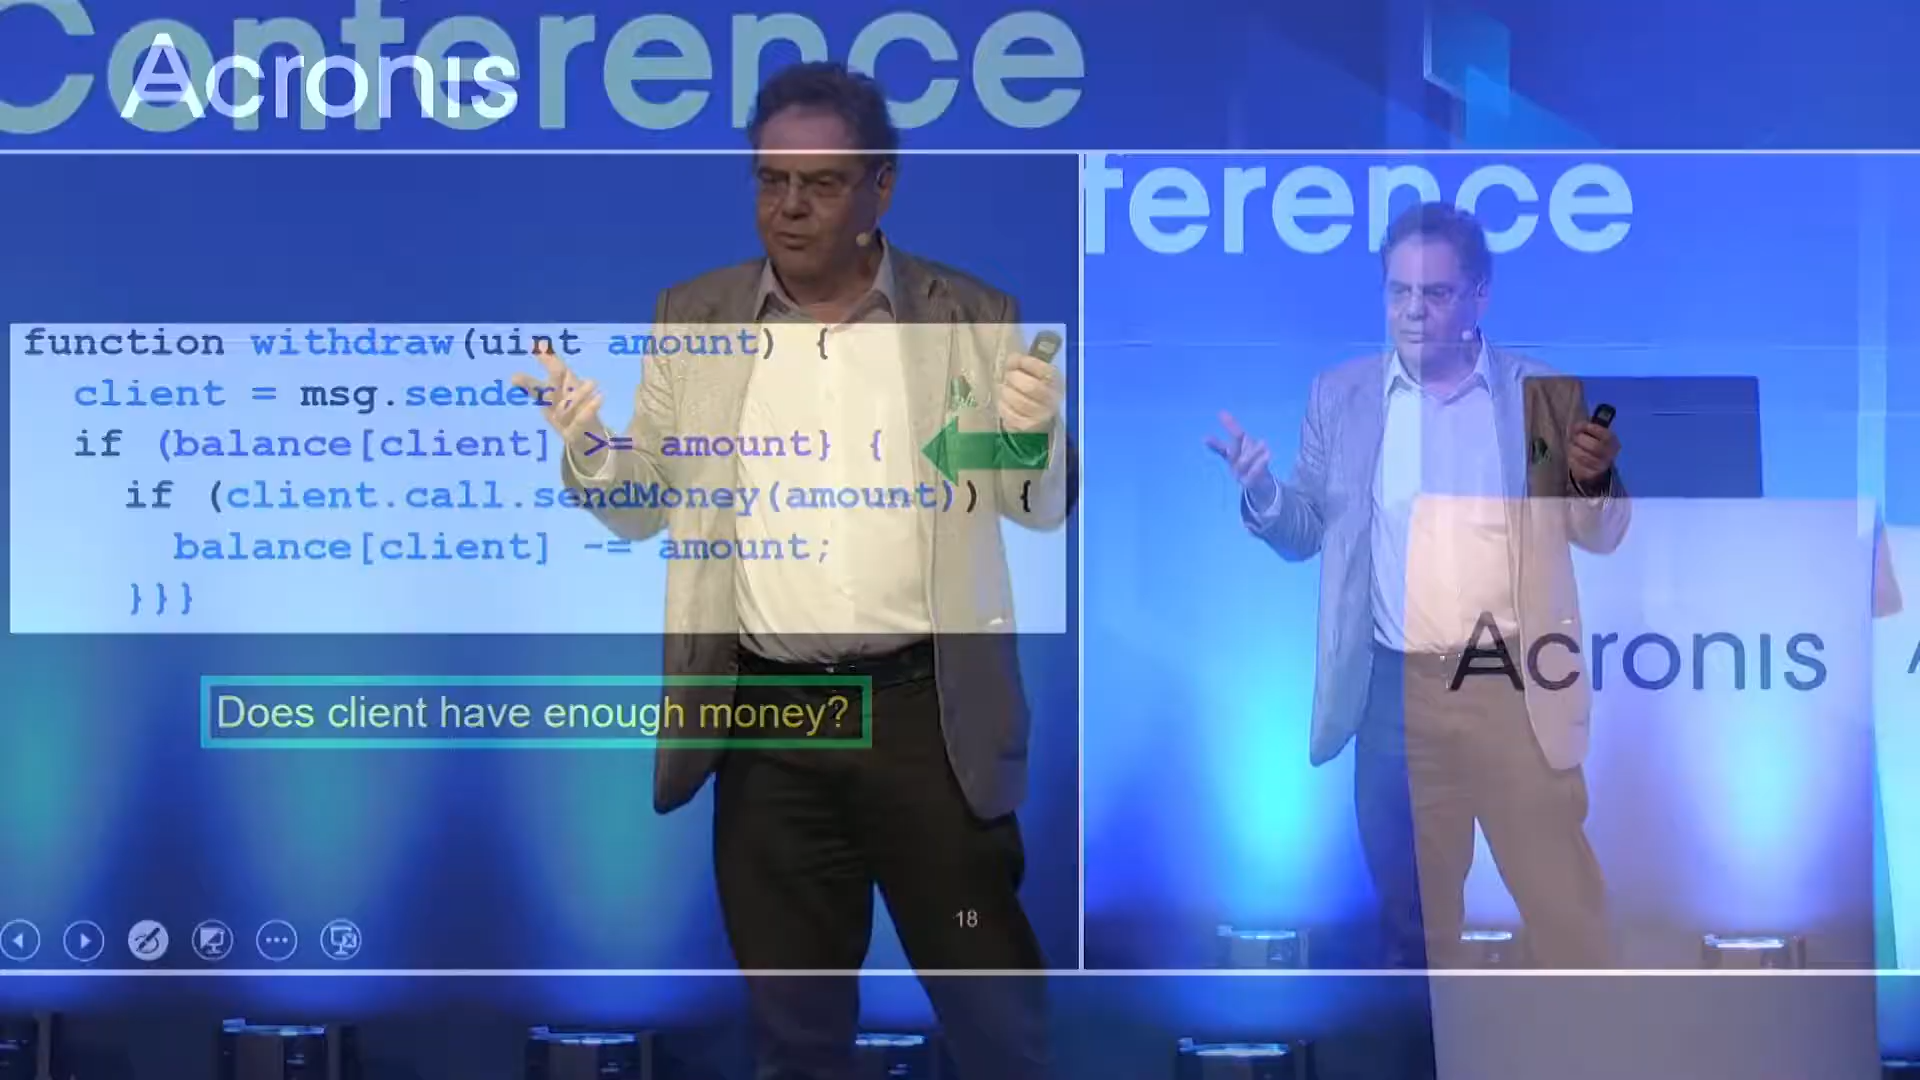 Conference
Acronis
ference
function withdraw(uint amount) {
client = msg.sender;
if (balance[client] >= amount} {
if (client.call.sendMoney(amount)) {
balance[client] -= amount;
}}}
Does client have enough money?
18
Acronis